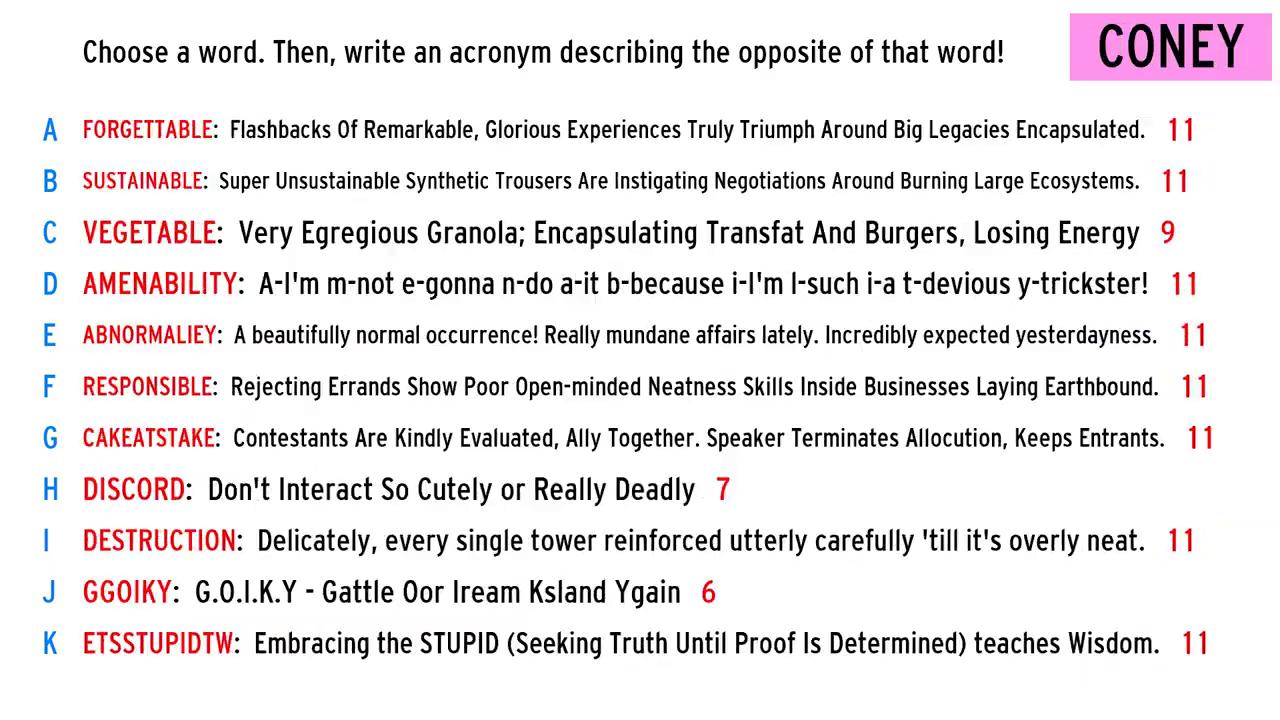 Choose a word. Then, write an acronym describing the opposite of that word!
CONEY
A FORGETTABLE: Flashbacks Of Remarkable, Glorious Experiences Truly Triumph Around Big Legacies Encapsulated. 11
B SUSTAINABLE: Super Unsustainable Synthetic Trousers Are Instigating Negotiations Around Burning Large Ecosystems. 11
C VEGETABLE: Very Egregious Granola; Encapsulating Transfat And Burgers, Losing Energy 9
D AMENABILITY: A-I'm m-not e-gonna n-do a-it b-because i-I'm l-such i-a t-devious y-trickster! 11
E ABNORMALIEY: A beautifully normal occurrence! Really mundane affairs lately. Incredibly expected yesterdayness. 11
F RESPONSIBLE: Rejecting Errands Show Poor Open-minded Neatness Skills Inside Businesses Laying Earthbound. 11
G CAKEATSTAKE: Contestants Are Kindly Evaluated, Ally Together. Speaker Terminates Allocution, Keeps Entrants. 11
H DISCORD: Don't Interact So Cutely or Really Deadly 7
I DESTRUCTION: Delicately, every single tower reinforced utterly carefully 'till it's overly neat. 11
J GGOIKY: G.O.I.K.Y - Gattle Oor Iream Ksland Ygain 6
K ETSSTUPIDTW: Embracing the STUPID (Seeking Truth Until Proof Is Determined) teaches Wisdom. 11